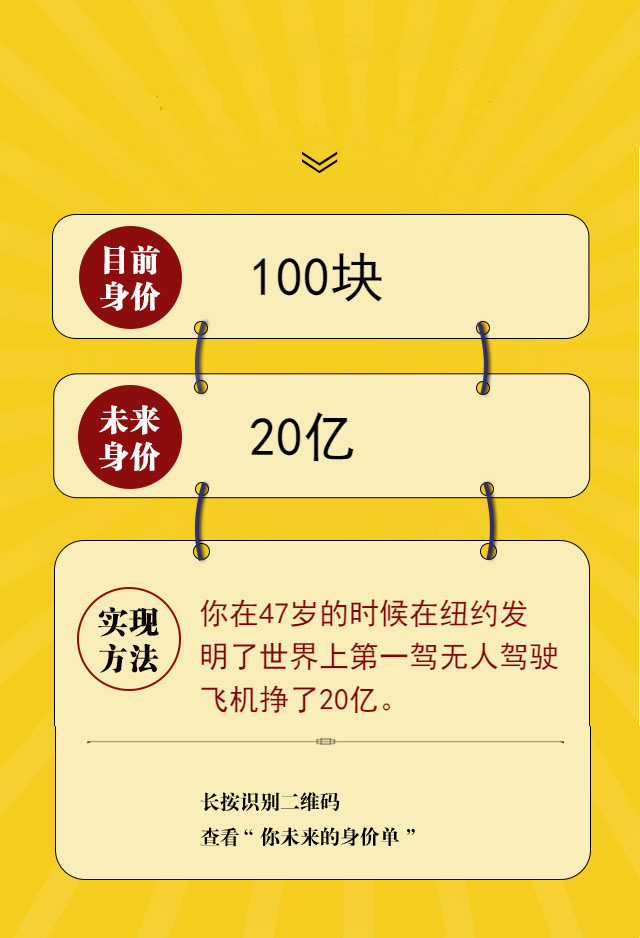 目前
身价
100块
未来
身价
20亿
实现
方法
你在47岁的时候在纽约发
明了世界上第一驾无人驾驶
飞机挣了20亿。
长按识别二维码
查看“你未来的身价单”